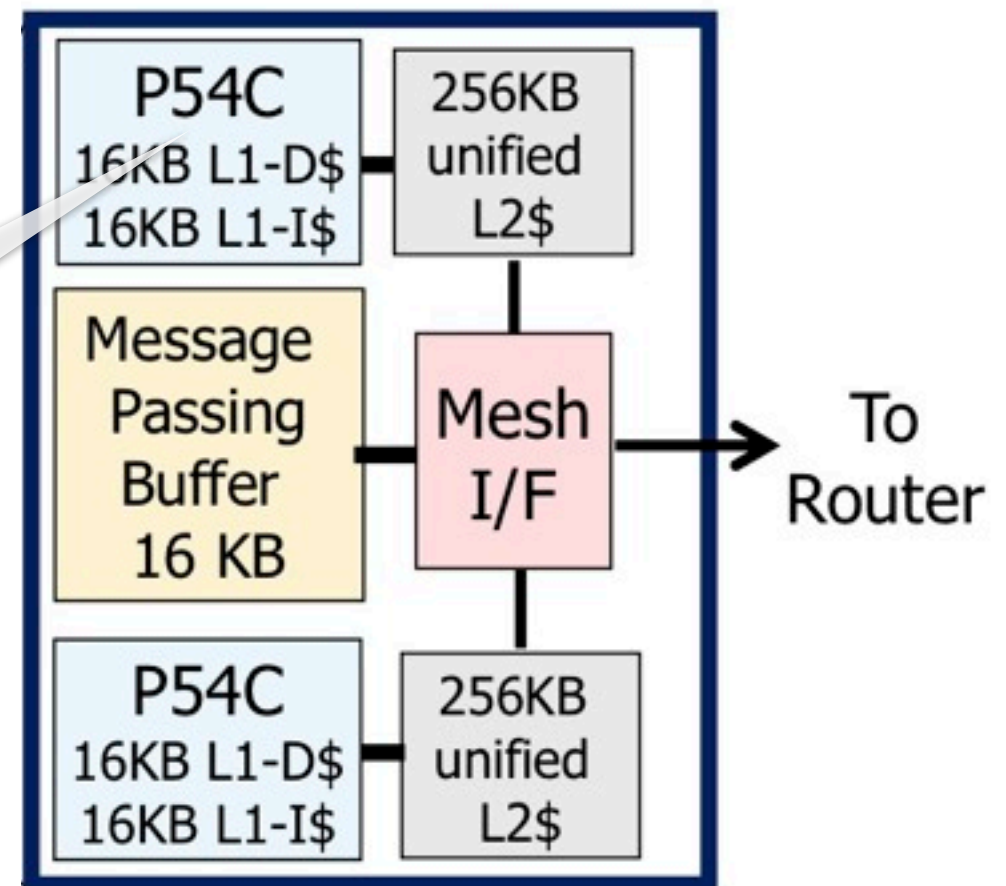 P54C
16KB L1-D$
16KB L1-I$
256KB
unified
L2$
Message
Passing
Buffer
16 KB
Mesh
I/F
To
Router
P54C
16KB L1-D$
16KB L1-I$
256KB
unified
L2$